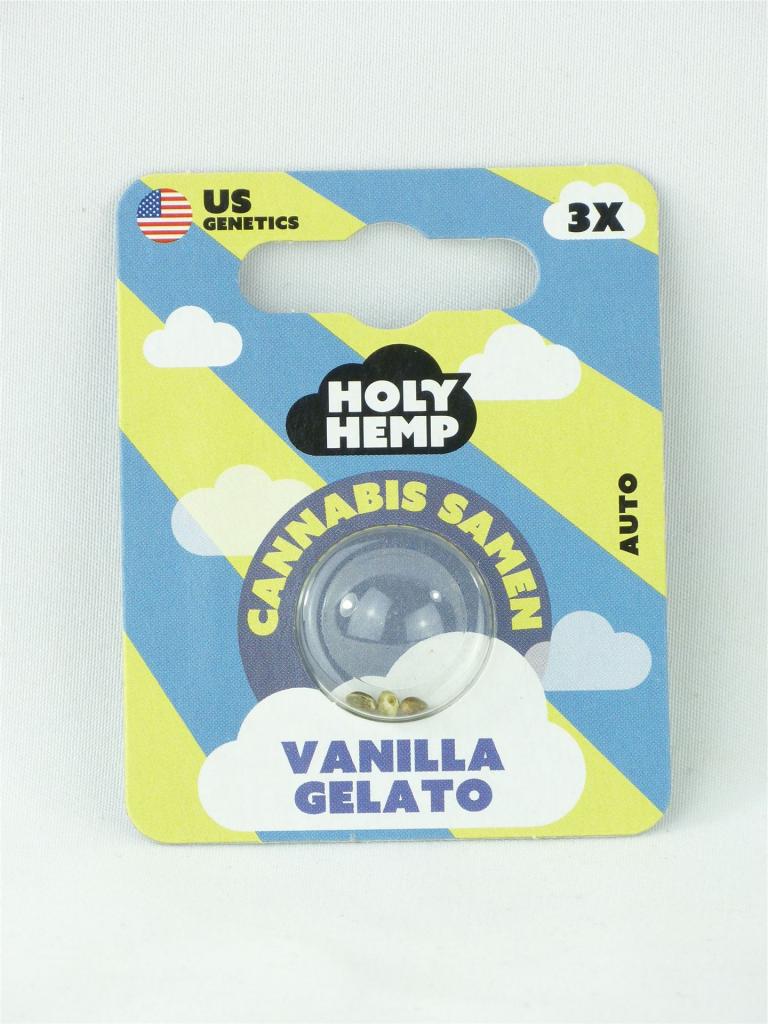 US
GENETICS
3X
HOLY
HEMP
AUTO
CANNABIS SAMEN
VANILLA
GELATO